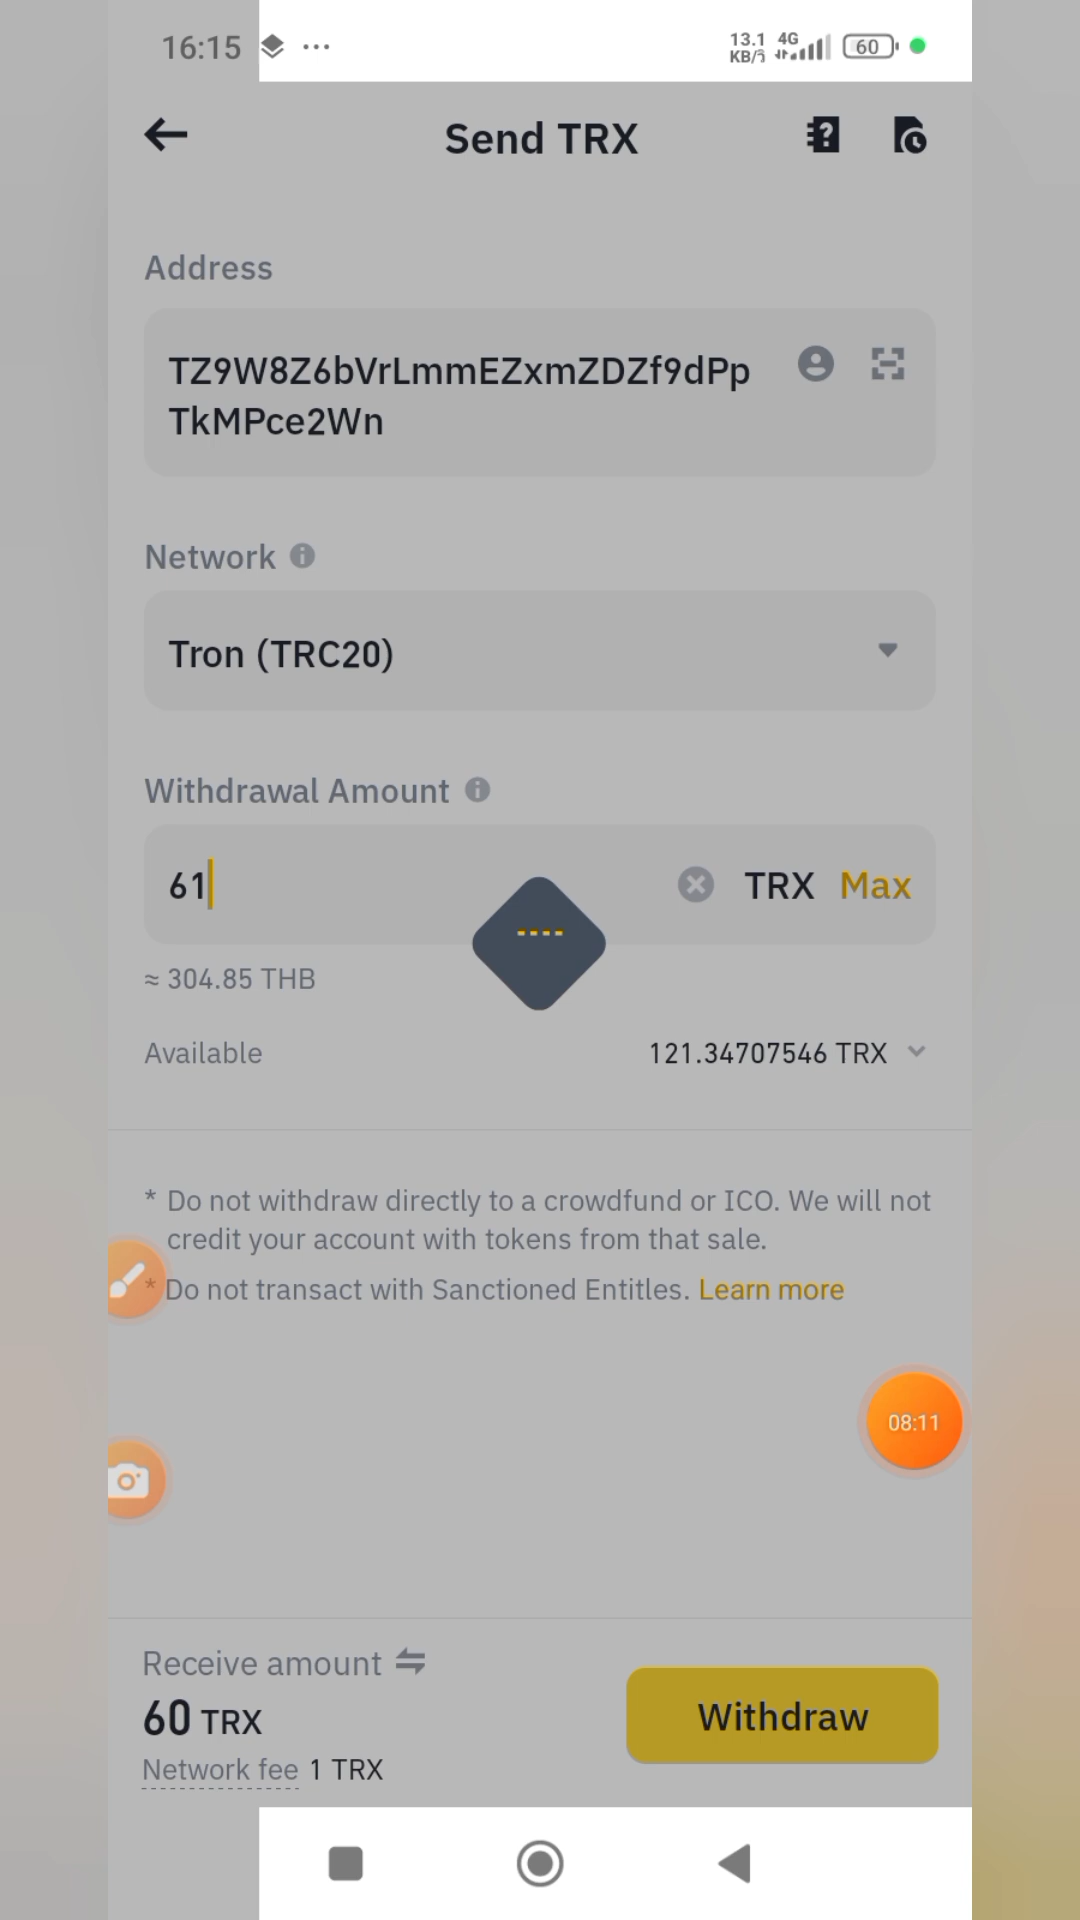 16:15
13.1 KB/วิ 4G 60
Send TRX
Address
TZ9W8Z6bVrLmmEZxmZDZf9dPp
TkMPce2Wn
Network
Tron (TRC20)
Withdrawal Amount
61 TRX Max
≈ 304.85 THB
Available 121.34707546 TRX
* Do not withdraw directly to a crowdfund or ICO. We will not
credit your account with tokens from that sale.
* Do not transact with Sanctioned Entitles. Learn more
08:11
Receive amount
60 TRX
Withdraw
Network fee 1 TRX